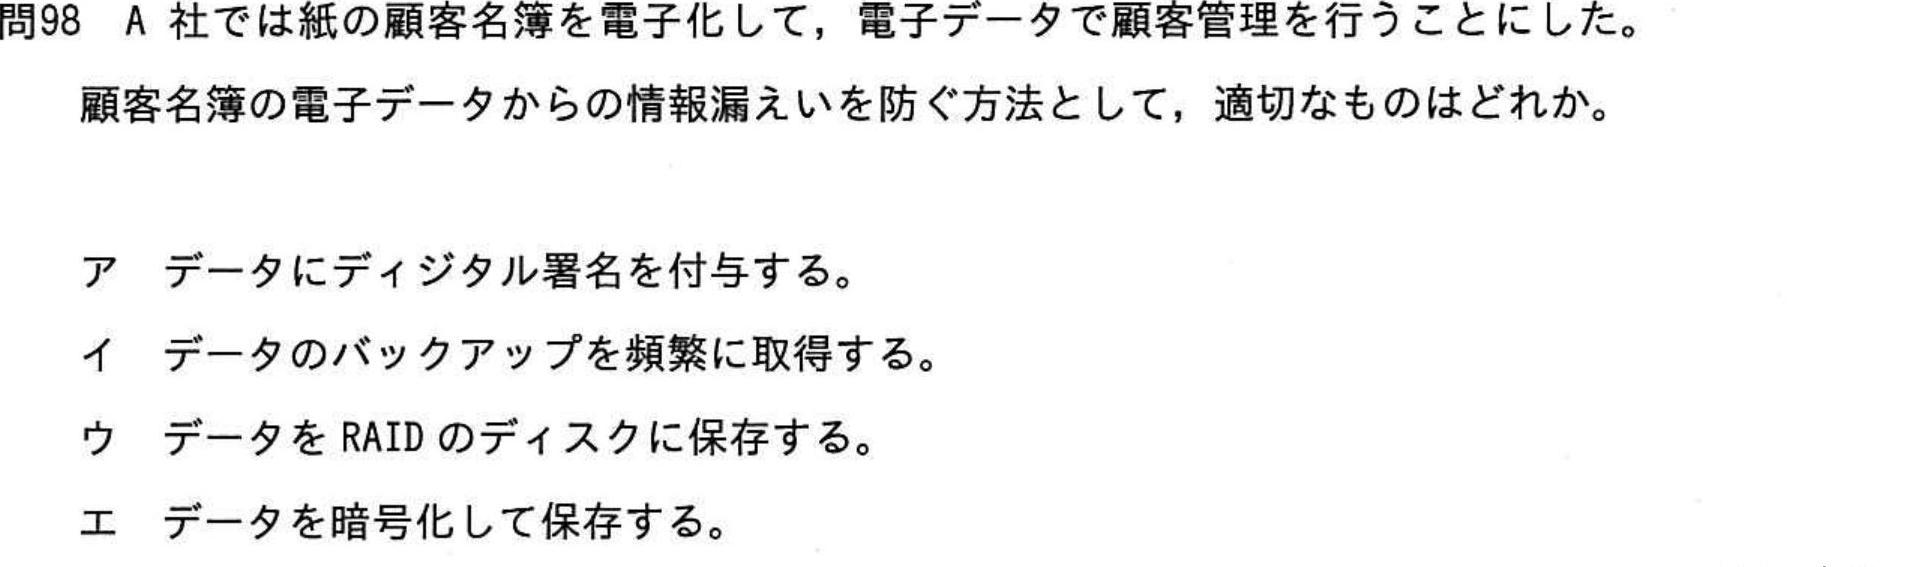 問98　A 社では紙の顧客名簿を電子化して，電子データで顧客管理を行うことにした。
顧客名簿の電子データからの情報漏えいを防ぐ方法として，適切なものはどれか。
ア　データにディジタル署名を付与する。
イ　データのバックアップを頻繁に取得する。
ウ　データを RAID のディスクに保存する。
エ　データを暗号化して保存する。